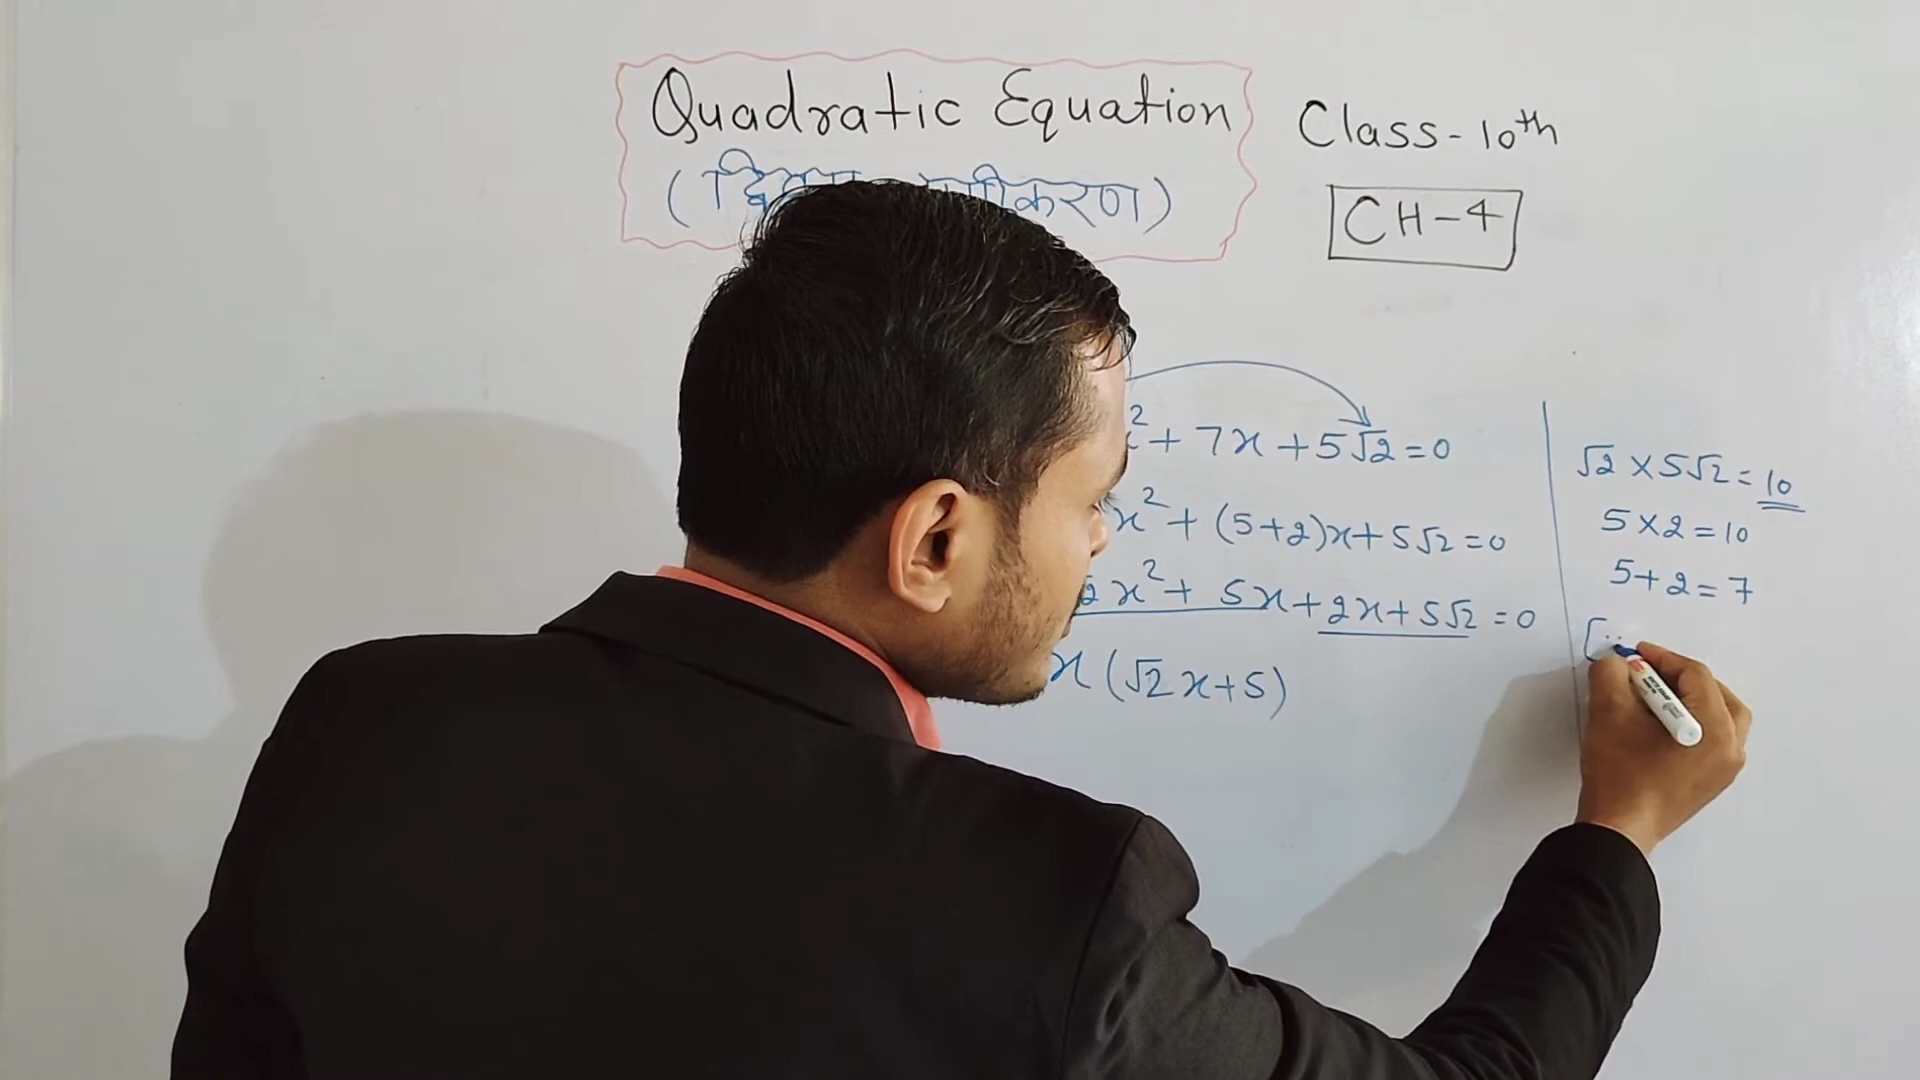 Quadratic Equation
Class-10th
समीकरण)
CH-4
² + 7x + 5√2 = 0
x² + (5+2)x + 5√2 = 0
2x² + 5x + 2x + 5√2 = 0
x (√2x+5)
√2 × 5√2 = 10
5 × 2 = 10
5 + 2 = 7
[∵